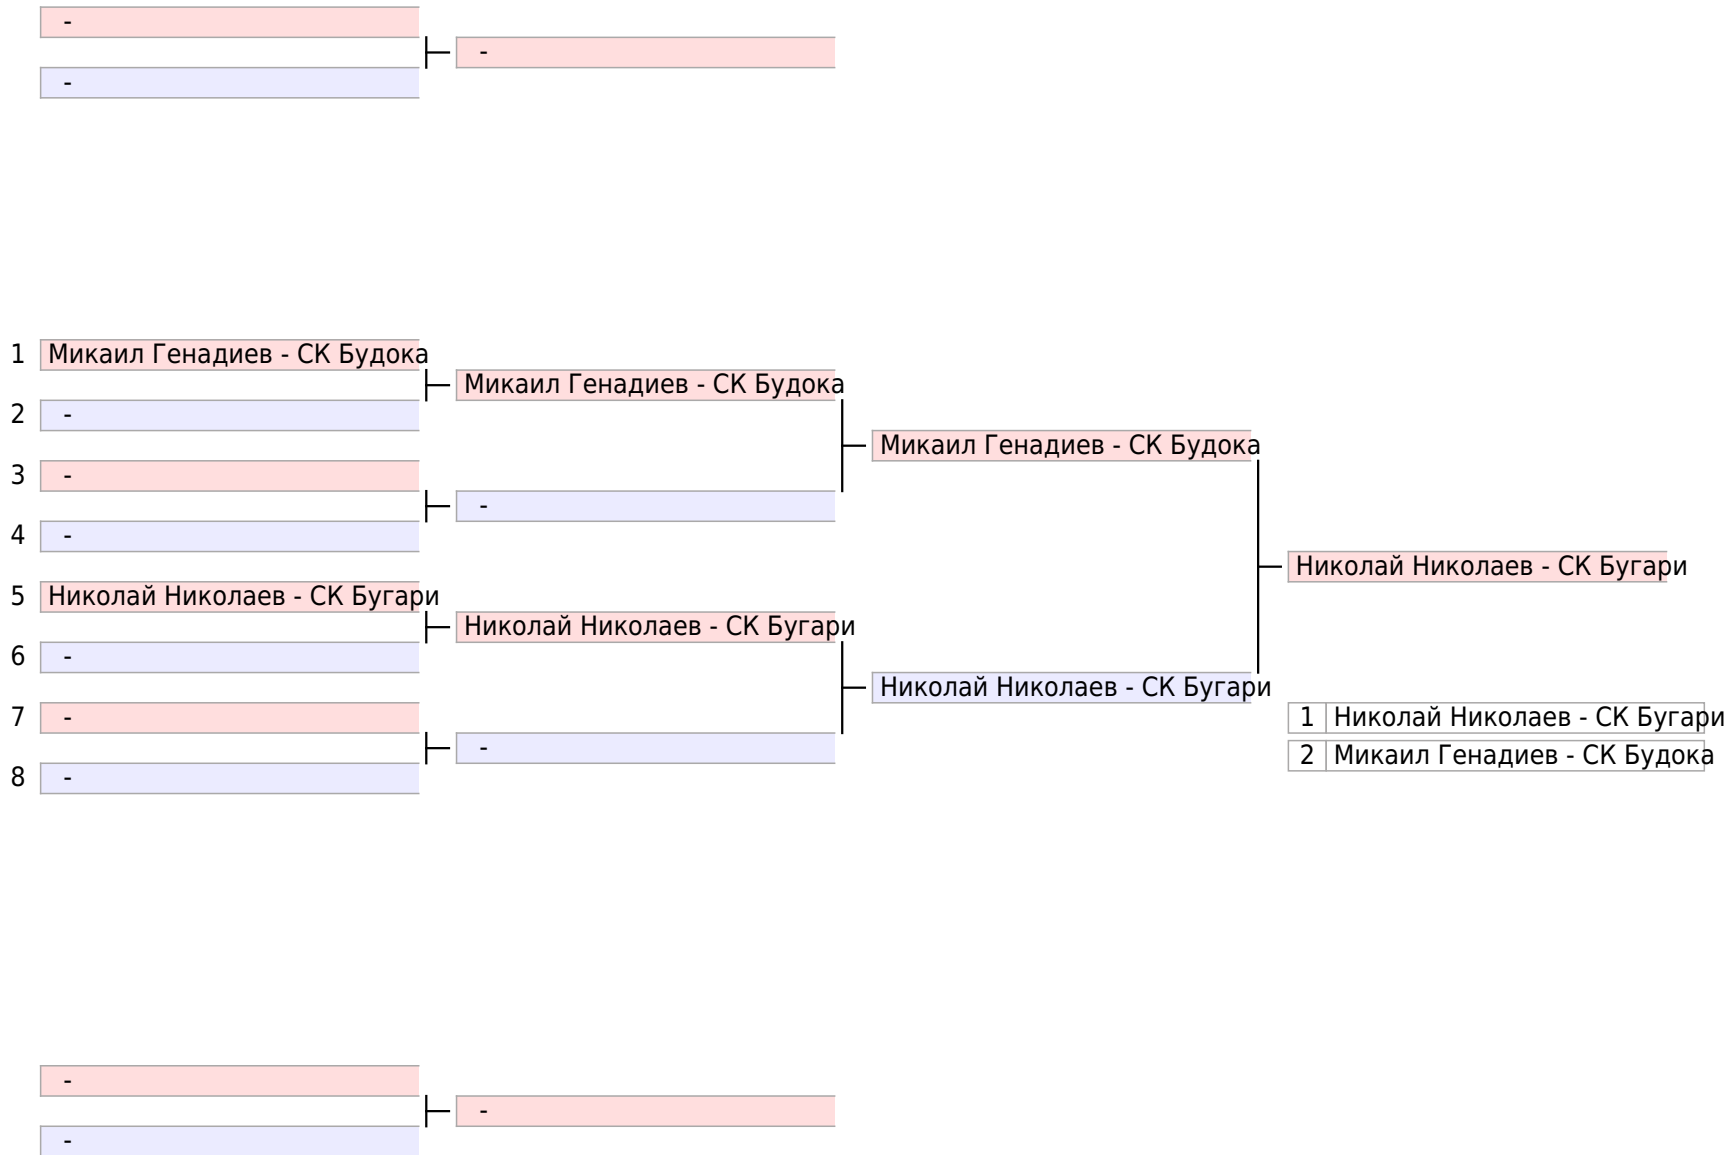 -
-
-
1 Микаил Генадиев - СК Будока
Микаил Генадиев - СК Будока
2 -
Микаил Генадиев - СК Будока
3 -
-
4 -
Николай Николаев - СК Бугари
5 Николай Николаев - СК Бугари
Николай Николаев - СК Бугари
6 -
Николай Николаев - СК Бугари
7 -
1 Николай Николаев - СК Бугари
-
2 Микаил Генадиев - СК Будока
8 -
-
-
-